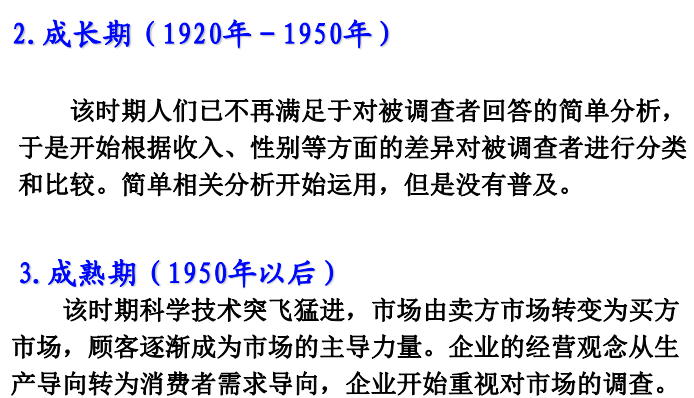 2.成长期（1920年－1950年）
该时期人们已不再满足于对被调查者回答的简单分析，
于是开始根据收入、性别等方面的差异对被调查者进行分类
和比较。简单相关分析开始运用，但是没有普及。
3.成熟期（1950年以后）
该时期科学技术突飞猛进，市场由卖方市场转变为买方
市场，顾客逐渐成为市场的主导力量。企业的经营观念从生
产导向转为消费者需求导向，企业开始重视对市场的调查。